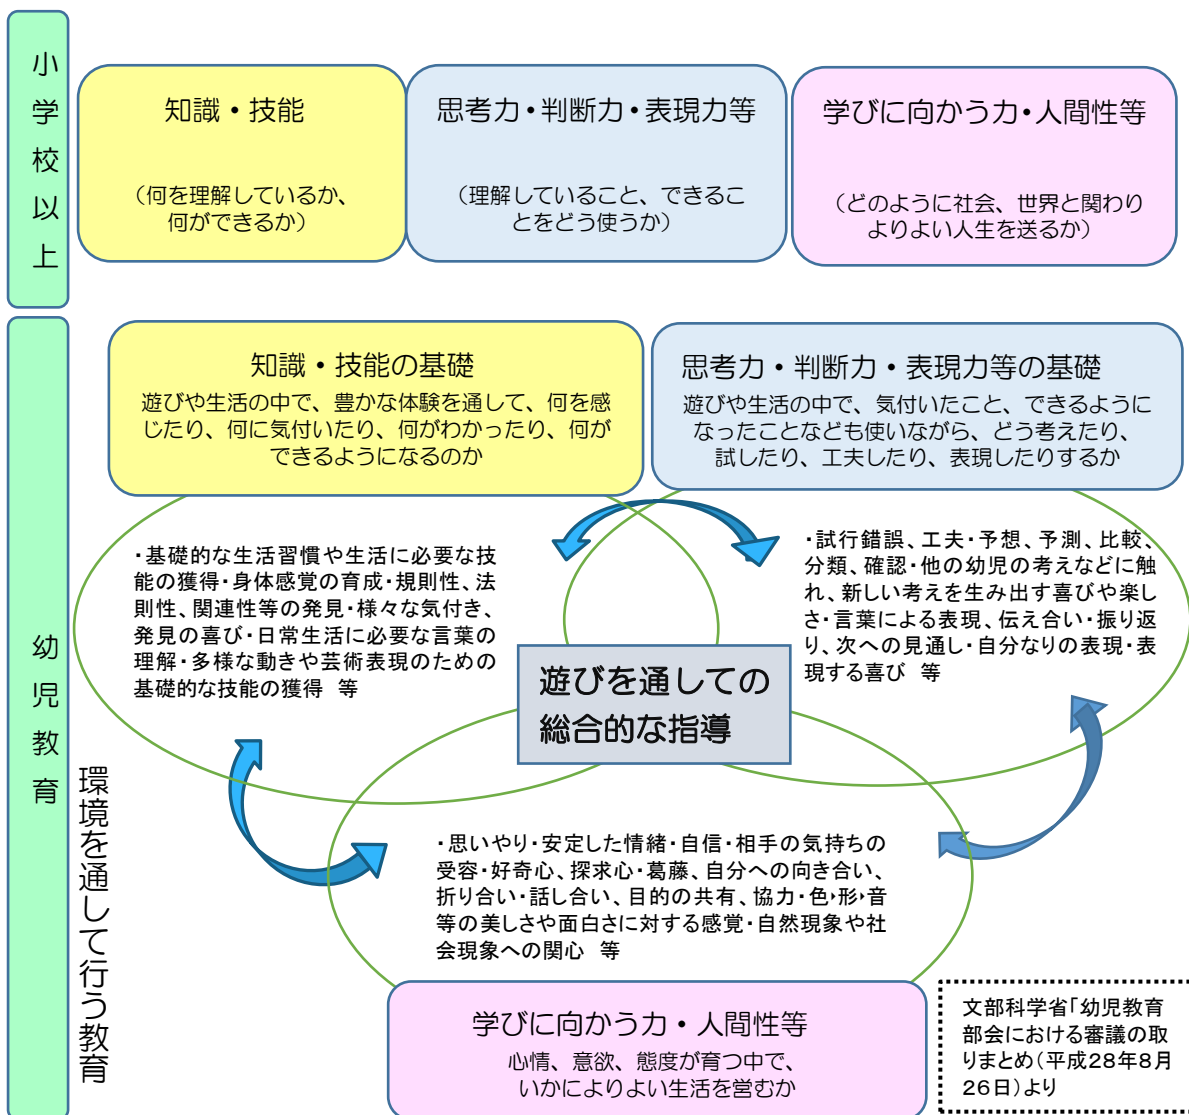 小学校以上
知識・技能
（何を理解しているか、
何ができるか）
思考力・判断力・表現力等
（理解していること、できるこ
とをどう使うか）
学びに向かう力・人間性等
（どのように社会、世界と関わり
よりよい人生を送るか）
幼児教育
環境を通して行う教育
知識・技能の基礎
遊びや生活の中で、豊かな体験を通して、何を感
じたり、何に気付いたり、何がわかったり、何が
できるようになるのか
思考力・判断力・表現力等の基礎
遊びや生活の中で、気付いたこと、できるように
なったことなども使いながら、どう考えたり、
試したり、工夫したり、表現したりするか
・基礎的な生活習慣や生活に必要な技
能の獲得・身体感覚の育成・規則性、法
則性、関連性等の発見・様々な気付き、
発見の喜び・日常生活に必要な言葉の
理解・多様な動きや芸術表現のための
基礎的な技能の獲得　等
・試行錯誤、工夫・予想、予測、比較、
分類、確認・他の幼児の考えなどに触
れ、新しい考えを生み出す喜びや楽し
さ・言葉による表現、伝え合い・振り返
り、次への見通し・自分なりの表現・表
現する喜び　等
遊びを通しての
総合的な指導
・思いやり・安定した情緒・自信・相手の気持ちの
受容・好奇心、探求心・葛藤、自分への向き合い、
折り合い・話し合い、目的の共有、協力・色・形・音
等の美しさや面白さに対する感覚・自然現象や社
会現象への関心　等
学びに向かう力・人間性等
心情、意欲、態度が育つ中で、
いかによりよい生活を営むか
文部科学省「幼児教育
部会における審議の取
りまとめ（平成28年8月
26日）より